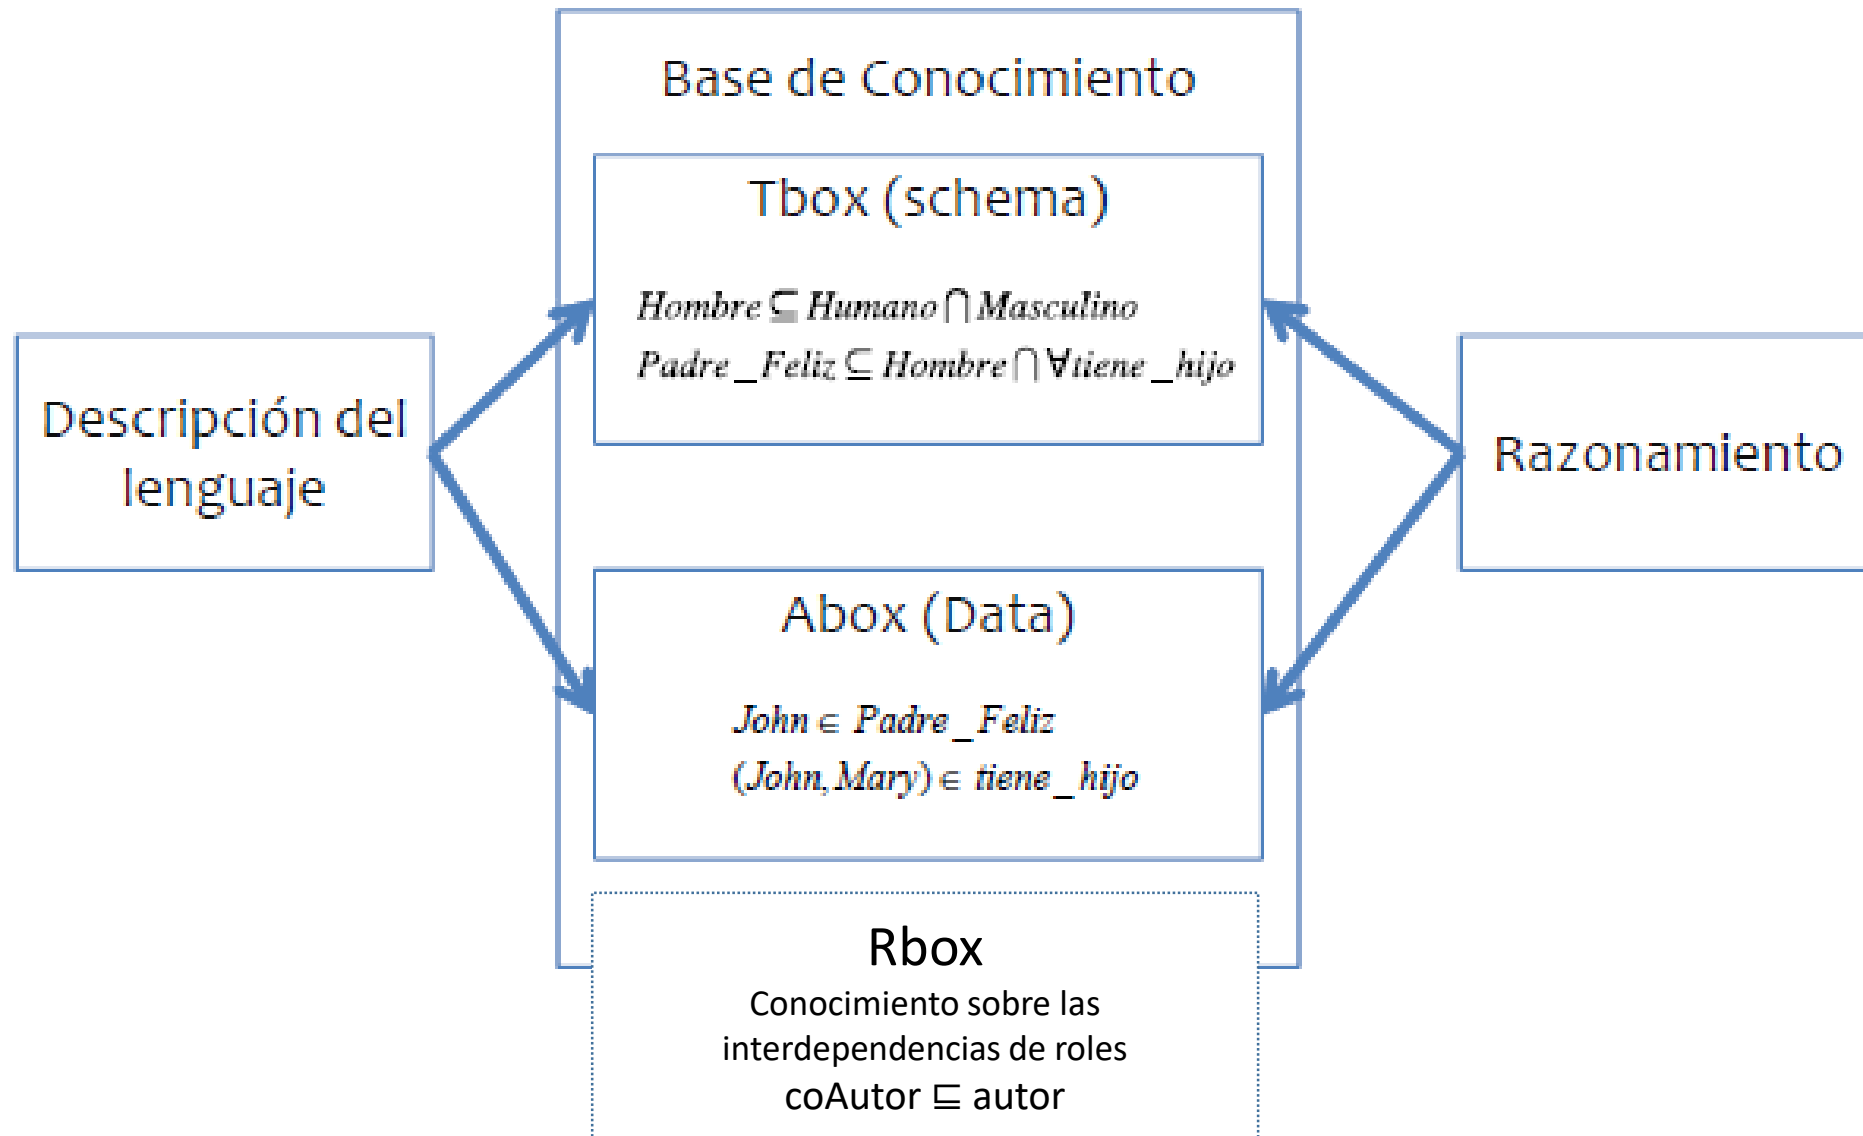 Base de Conocimiento
Tbox (schema)
Hombre ⊆ Humano ⋂ Masculino
Padre_Feliz ⊆ Hombre ⋂ ∀tiene_hijo
Descripción del
lenguaje
Razonamiento
Abox (Data)
John ∈ Padre_Feliz
(John, Mary) ∈ tiene_hijo
Rbox
Conocimiento sobre las
interdependencias de roles
coAutor ⊑ autor